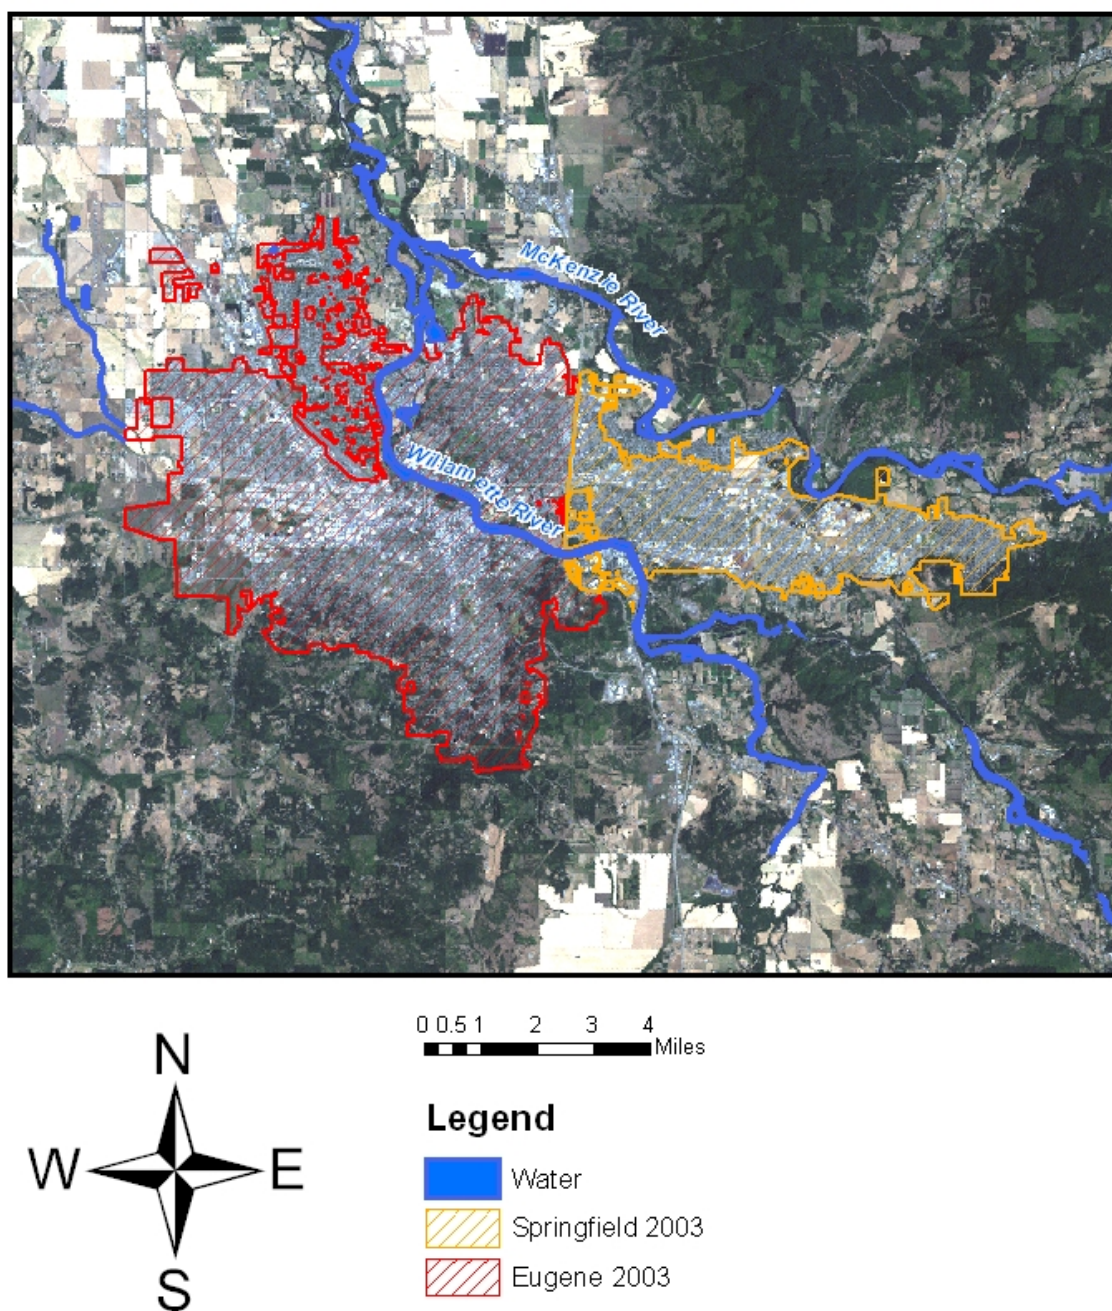 McKenzie River
Willamette River
N
W E
S
0 0.5 1 2 3 4
Miles
Legend
Water
Springfield 2003
Eugene 2003